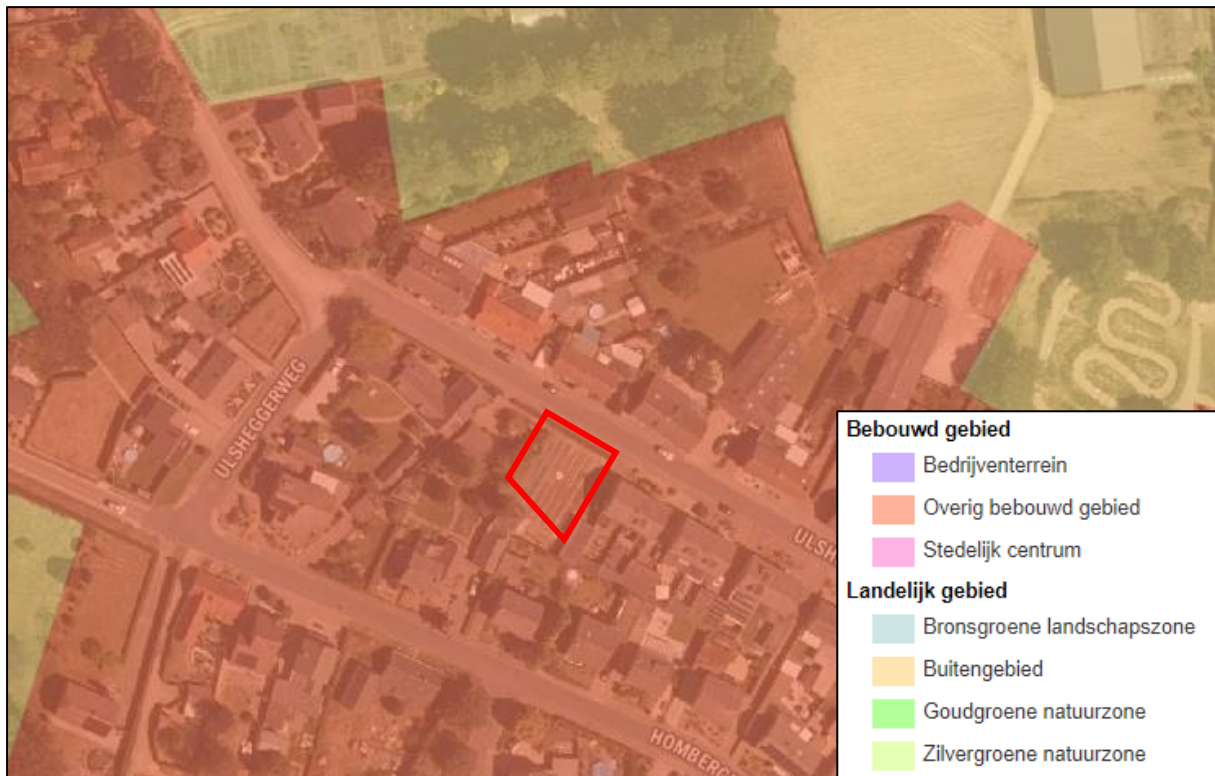 ULSHEGGERWEG
ULSH
HOMBERG
Bebouwd gebied
Bedrijventerrein
Overig bebouwd gebied
Stedelijk centrum
Landelijk gebied
Bronsgroene landschapszone
Buitengebied
Goudgroene natuurzone
Zilvergroene natuurzone